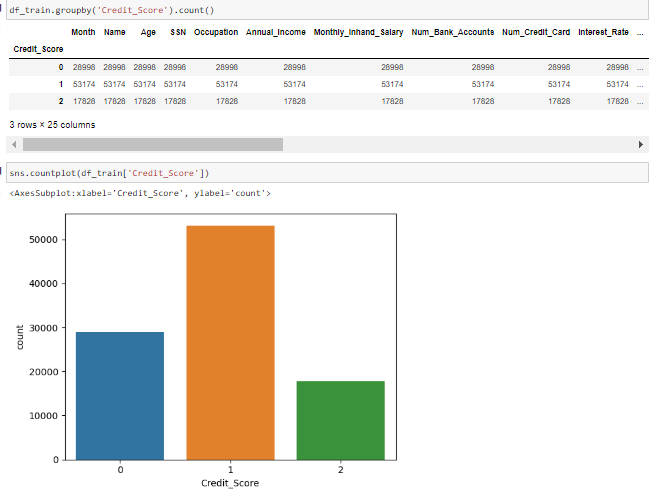 df_train.groupby('Credit_Score').count()
Month Name Age SSN Occupation Annual_Income Monthly_Inhand_Salary Num_Bank_Accounts Num_Credit_Card Interest_Rate ...
Credit_Score
0 28998 28998 28998 28998 28998 28998 28998 28998 28998 28998 ...
1 53174 53174 53174 53174 53174 53174 53174 53174 53174 53174 ...
2 17828 17828 17828 17828 17828 17828 17828 17828 17828 17828 ...
3 rows × 25 columns
sns.countplot(df_train['Credit_Score'])
<AxesSubplot:xlabel='Credit_Score', ylabel='count'>
50000
40000
30000
20000
10000
0
count
0 1 2
Credit_Score